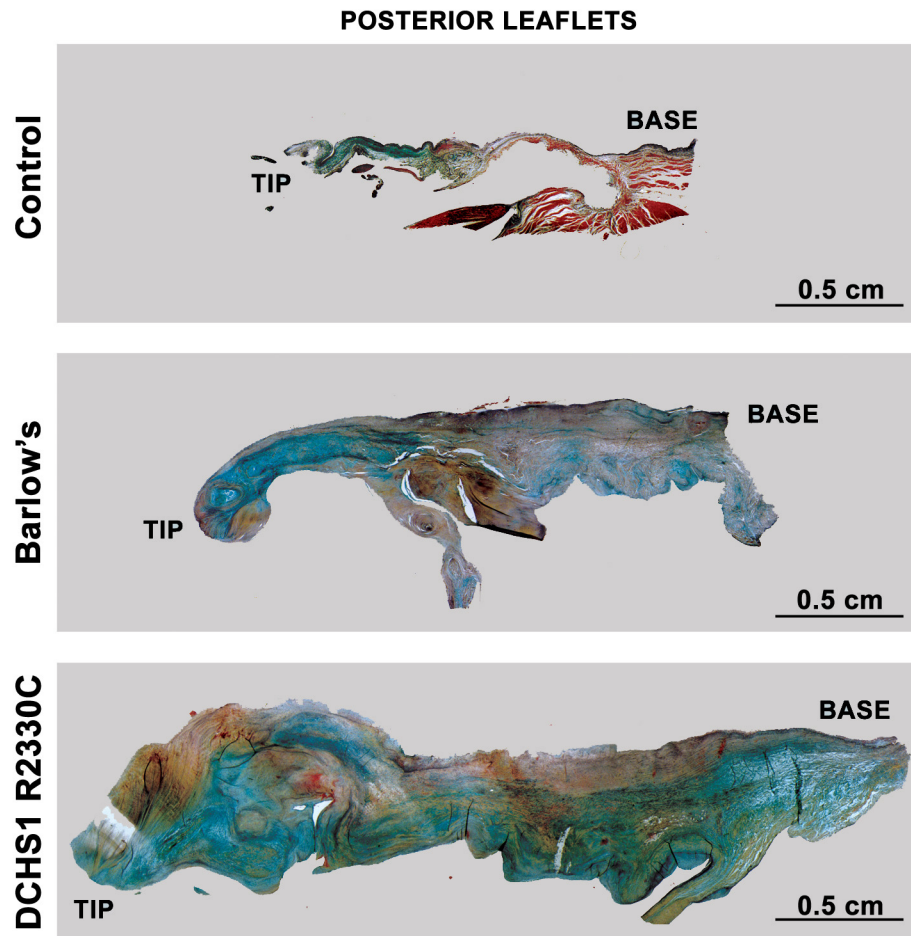 POSTERIOR LEAFLETS
Control
BASE
TIP
0.5 cm
Barlow's
BASE
TIP
0.5 cm
DCHS1 R2330C
BASE
TIP
0.5 cm